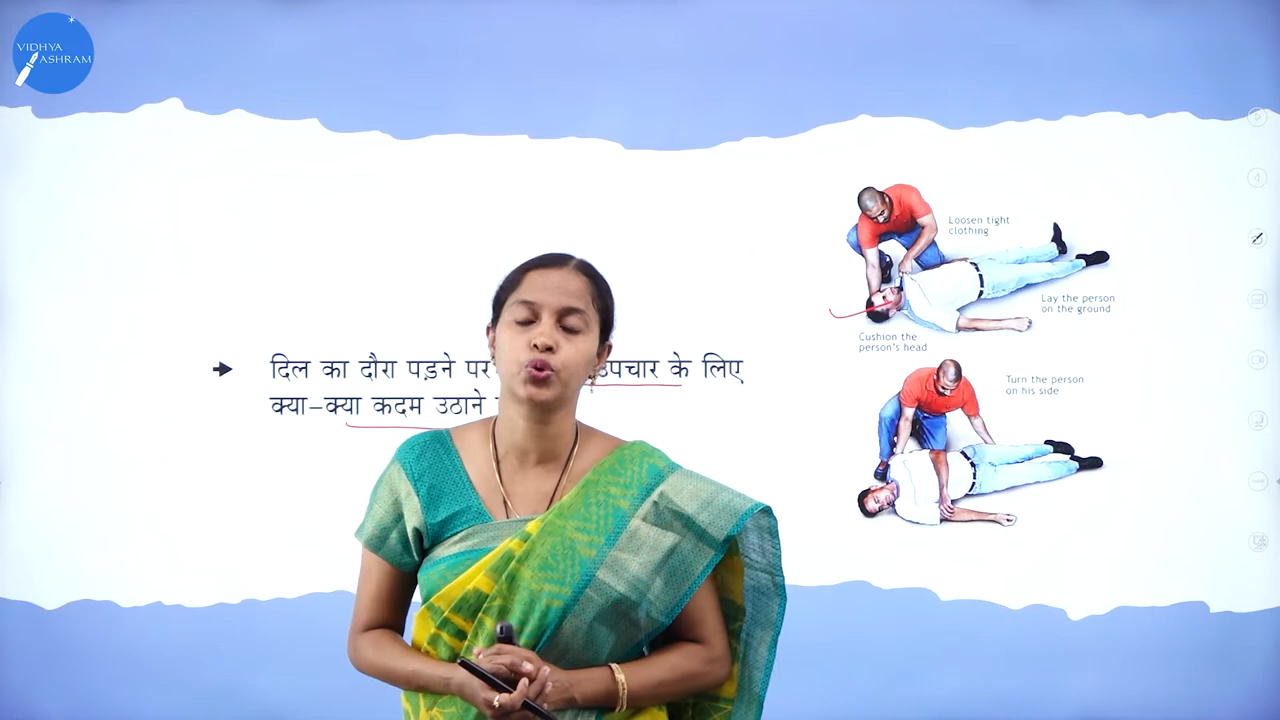 VIDHYA
ASHRAM
Loosen tight
clothing
Lay the person
on the ground
Cushion the
person's head
दिल का दौरा पड़ने पर उपचार के लिए
क्या–क्या कदम उठाने
Turn the person
on his side